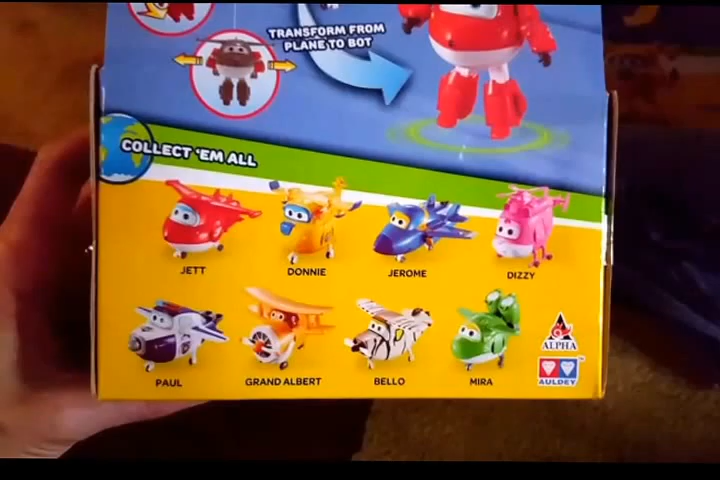 TRANSFORM FROM
PLANE TO BOT
COLLECT 'EM ALL
JETT
DONNIE
JEROME
DIZZY
PAUL
GRAND ALBERT
BELLO
MIRA
ALPHA
AULDEY